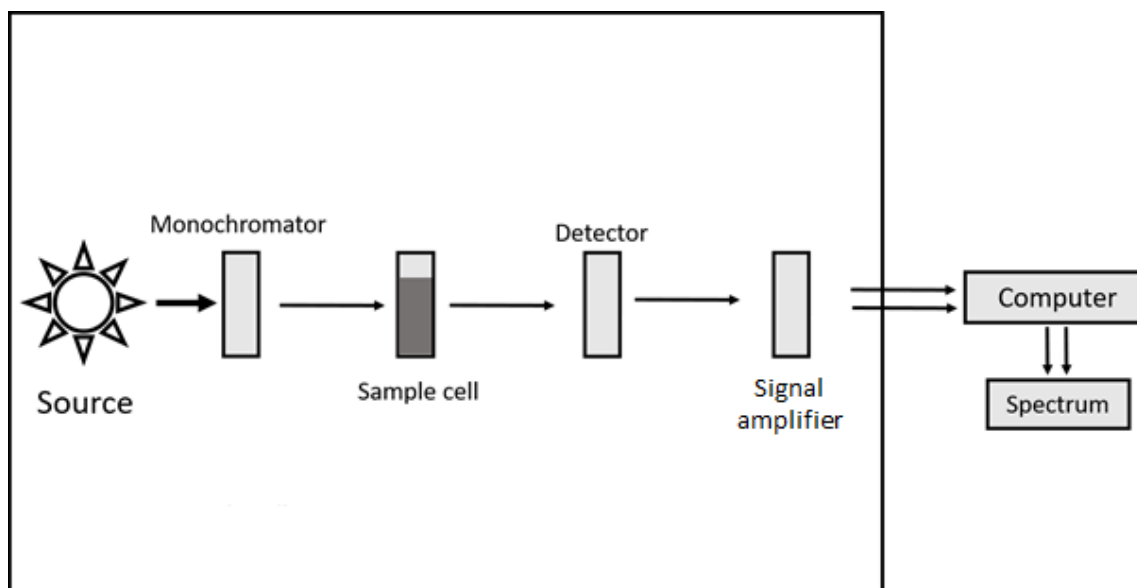 Monochromator
Detector
Computer
Source
Sample cell
Signal
amplifier
Spectrum